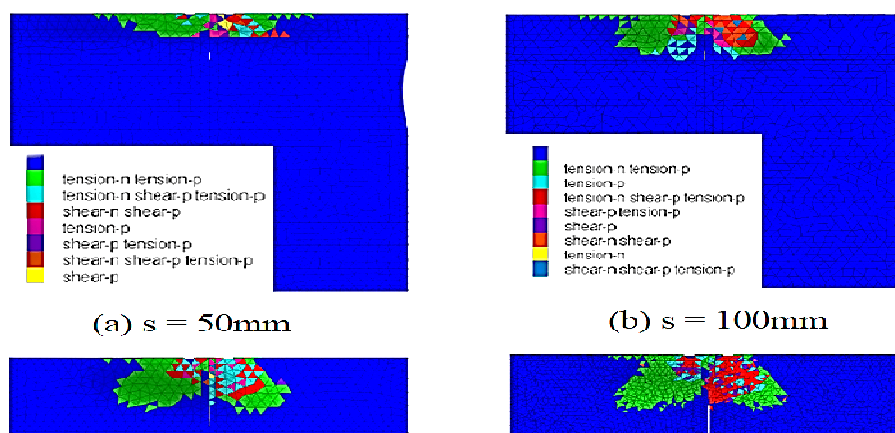 tension-n tension-p
tension-n shear-p tension-p
shear-n shear-p
tension-p
shear-p tension-p
shear-n shear-p tension-p
shear-p
(a) s = 50mm
tension-n tension-p
tension-p
tension-n shear-p tension-p
shear-p tension-p
shear-p
shear-n shear-p
tension-n
shear-n shear-p tension-p
(b) s = 100mm